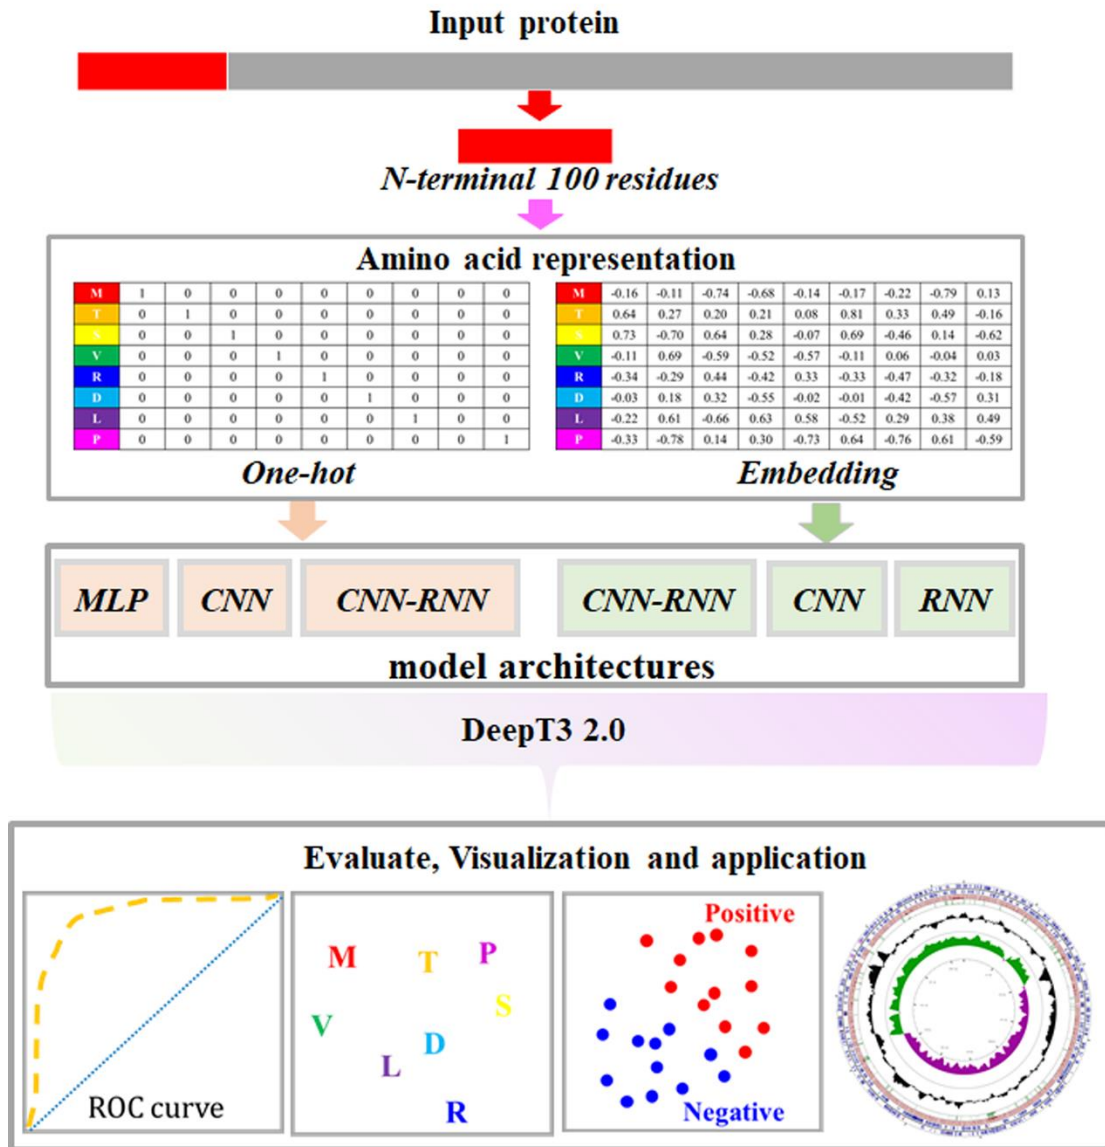 Input protein
N-terminal 100 residues
Amino acid representation
M 1 0 0 0 0 0 0 0 0
T 0 1 0 0 0 0 0 0 0
S 0 0 1 0 0 0 0 0 0
V 0 0 0 1 0 0 0 0 0
R 0 0 0 0 1 0 0 0 0
D 0 0 0 0 0 1 0 0 0
L 0 0 0 0 0 0 1 0 0
P 0 0 0 0 0 0 0 0 1
One-hot
M -0.16 -0.11 -0.74 -0.68 -0.14 -0.17 -0.22 -0.79 0.13
T 0.64 0.27 0.20 0.21 0.08 0.81 0.33 0.49 -0.16
S 0.73 -0.70 0.64 0.28 -0.07 0.69 -0.46 0.14 -0.62
V -0.11 0.69 -0.59 -0.52 -0.57 -0.11 0.06 -0.04 0.03
R -0.34 -0.29 0.44 -0.42 0.33 -0.33 -0.47 -0.32 -0.18
D -0.03 0.18 0.32 -0.55 -0.02 -0.01 -0.42 -0.57 0.31
L -0.22 0.61 -0.66 0.63 0.58 -0.52 0.29 0.38 0.49
P -0.33 -0.78 0.14 0.30 -0.73 0.64 -0.76 0.61 -0.59
Embedding
MLP CNN CNN-RNN CNN-RNN CNN RNN
model architectures
DeepT3 2.0
Evaluate, Visualization and application
ROC curve
M T P
S
V
D
L
R
Positive
Negative